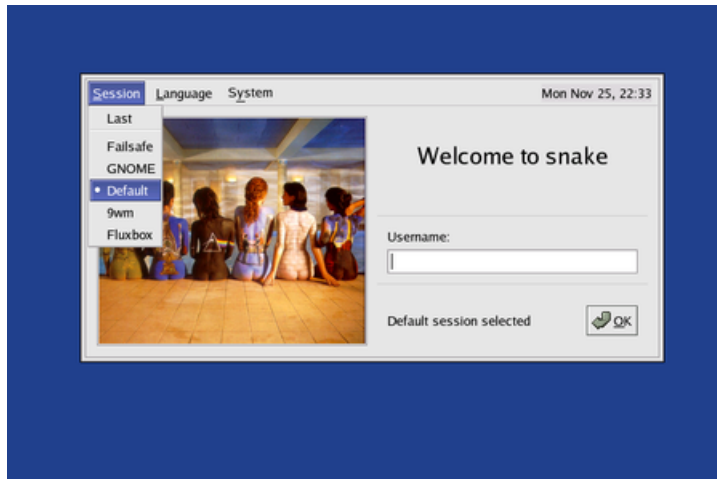 Session Language System Mon Nov 25, 22:33
Last
Failsafe
GNOME
Default
9wm
Fluxbox
Welcome to snake
Username:
Default session selected OK